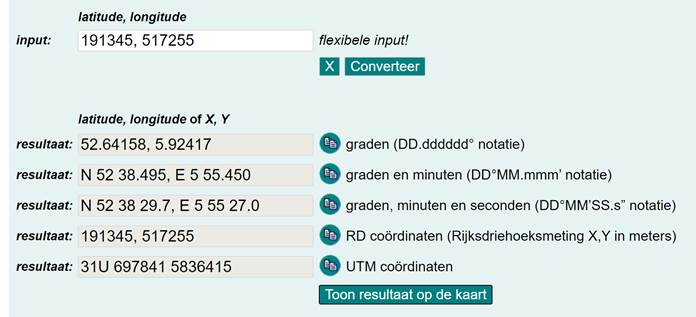 latitude, longitude
input: 191345, 517255 flexibele input!
X Converteer
latitude, longitude of X, Y
resultaat: 52.64158, 5.92417 graden (DD.dddddd° notatie)
resultaat: N 52 38.495, E 5 55.450 graden en minuten (DD°MM.mmm' notatie)
resultaat: N 52 38 29.7, E 5 55 27.0 graden, minuten en seconden (DD°MM'SS.s" notatie)
resultaat: 191345, 517255 RD coördinaten (Rijksdriehoeksmeting X,Y in meters)
resultaat: 31U 697841 5836415 UTM coördinaten
Toon resultaat op de kaart